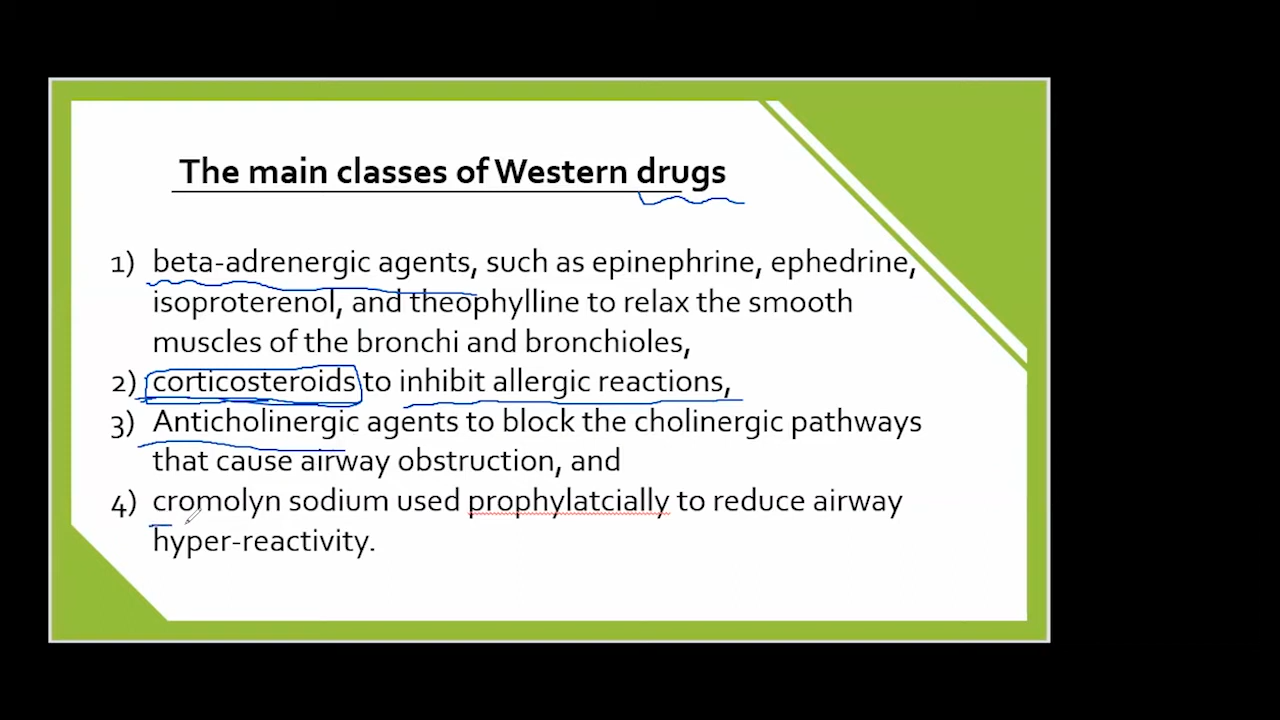 The main classes of Western drugs
1) beta-adrenergic agents, such as epinephrine, ephedrine,
isoproterenol, and theophylline to relax the smooth
muscles of the bronchi and bronchioles,
2) corticosteroids to inhibit allergic reactions,
3) Anticholinergic agents to block the cholinergic pathways
that cause airway obstruction, and
4) cromolyn sodium used prophylatcially to reduce airway
hyper-reactivity.